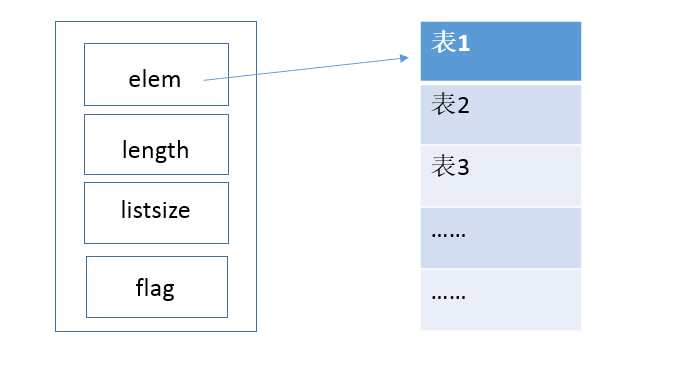 elem
length
listsize
flag
表1
表2
表3
......
......